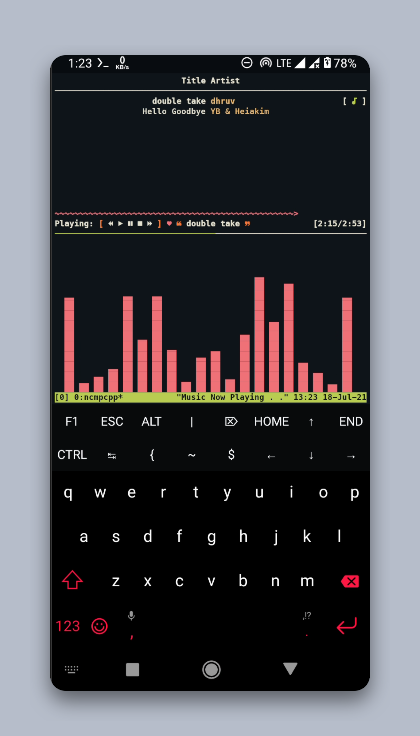 1:23 >_ 0 KB/s LTE 78%
Title Artist
double take dhruv [ ♪ ]
Hello Goodbye YB & Heiakim
~~~~~~~~~~~~~~~~~~~~~~~~~~~~~~~~~~~~~~~~~~~~~~~~~~~~>
Playing: [ ⏪ ▶ ⏸ ⏹ ⏩ ] ♥ ❝ double take ❞ [2:15/2:53]
[0] 0:ncmpcpp* "Music Now Playing . ." 13:23 18-Jul-21
F1 ESC ALT | ⌦ HOME ↑ END
CTRL ↹ { ~ $ ← ↓ →
q w e r t y u i o p
a s d f g h j k l
z x c v b n m
123 , ,!? .